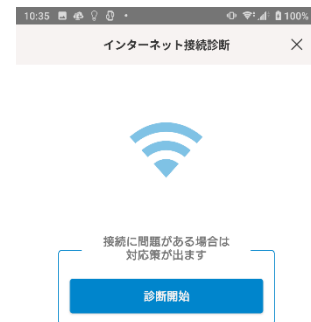 10:35
100%
インターネット接続診断
接続に問題がある場合は
対応策が出ます
診断開始